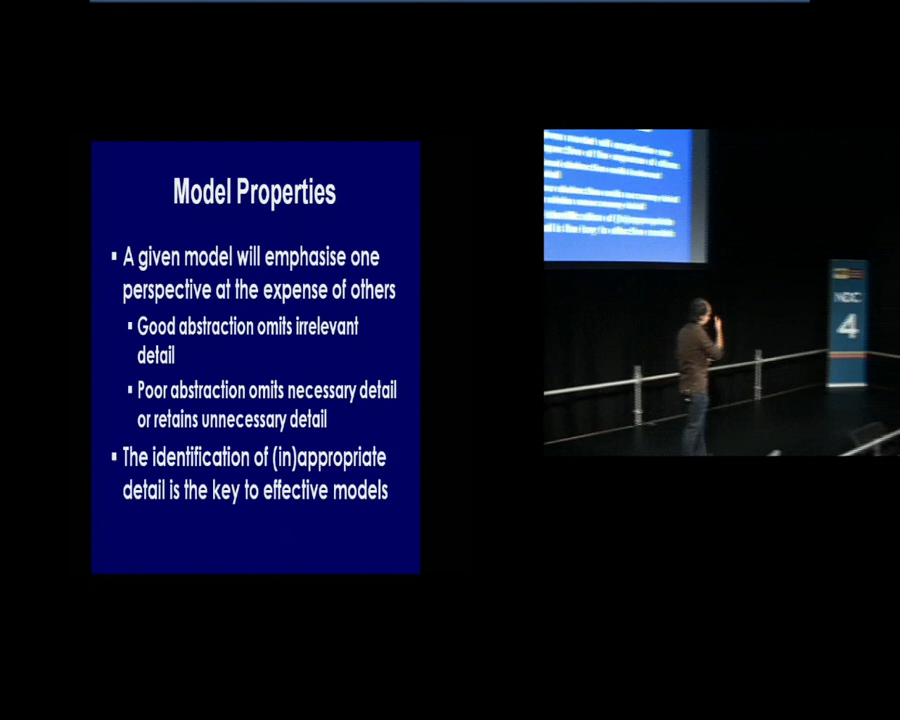 Model Properties
▪ A given model will emphasise one
perspective at the expense of others
▪ Good abstraction omits irrelevant
detail
▪ Poor abstraction omits necessary detail
or retains unnecessary detail
▪ The identification of (in)appropriate
detail is the key to effective models
NDC
4